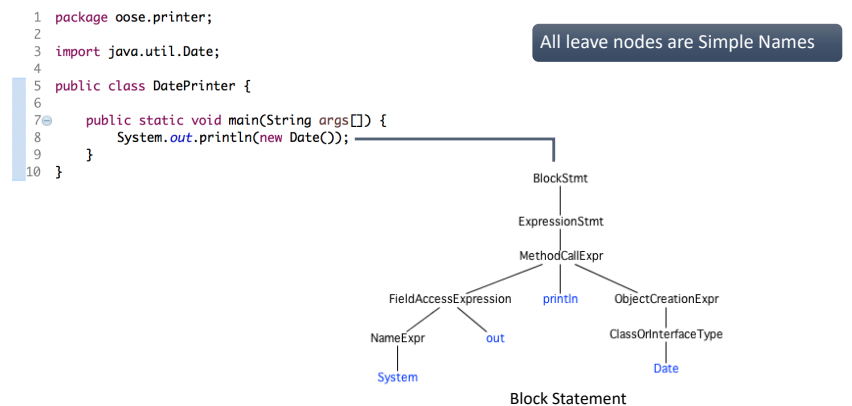 1 package oose.printer;
2
3 import java.util.Date;
4
5 public class DatePrinter {
6
7 public static void main(String args[]) {
8 System.out.println(new Date());
9 }
10 }
All leave nodes are Simple Names
BlockStmt
ExpressionStmt
MethodCallExpr
FieldAccessExpression println ObjectCreationExpr
NameExpr out ClassOrInterfaceType
System Date
Block Statement